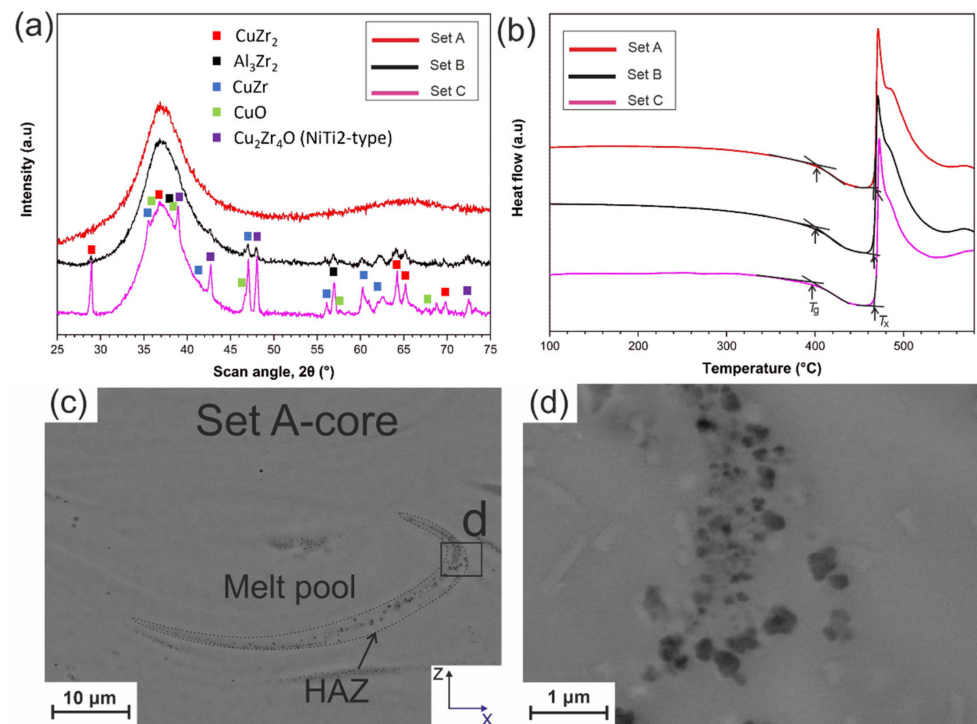 (a)
CuZr₂
Al₃Zr₂
CuZr
CuO
Cu₂Zr₄O (NiTi2-type)
Set A
Set B
Set C
Intensity (a.u)
25 30 35 40 45 50 55 60 65 70 75
Scan angle, 2θ (°)
(b)
Set A
Set B
Set C
Heat flow (a.u)
Tg
Tx
100 200 300 400 500
Temperature (°C)
(c)
Set A-core
d
Melt pool
HAZ
10 µm
Z
X
(d)
1 µm